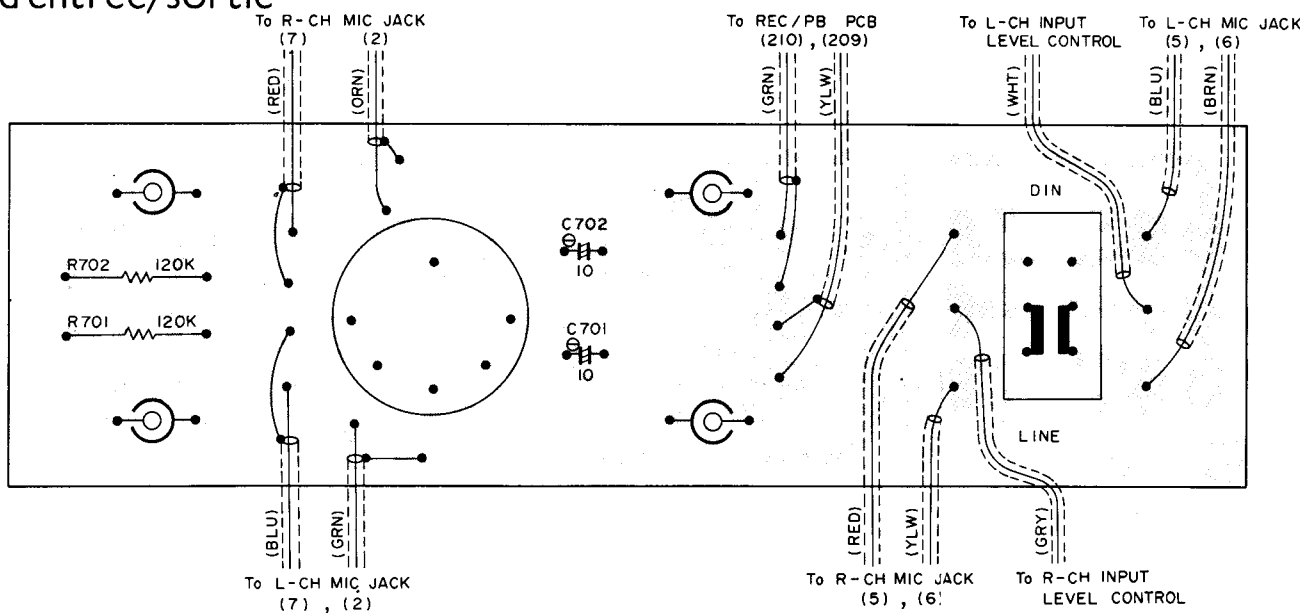 d'entrée/sortie
To R-CH MIC JACK
(7) (2)
To REC/PB PCB
(210) , (209)
To L-CH INPUT
LEVEL CONTROL
To L-CH MIC JACK
(5) , (6)
(RED)
(ORN)
(GRN)
(YLW)
(WHT)
(BLU)
(BRN)
DIN
C702
10
R702 120K
R701 120K
C701
10
LINE
(BLU)
(GRN)
(RED)
(YLW)
(GRY)
To L-CH MIC JACK
(7) , (2)
To R-CH MIC JACK
(5) , (6)
To R-CH INPUT
LEVEL CONTROL